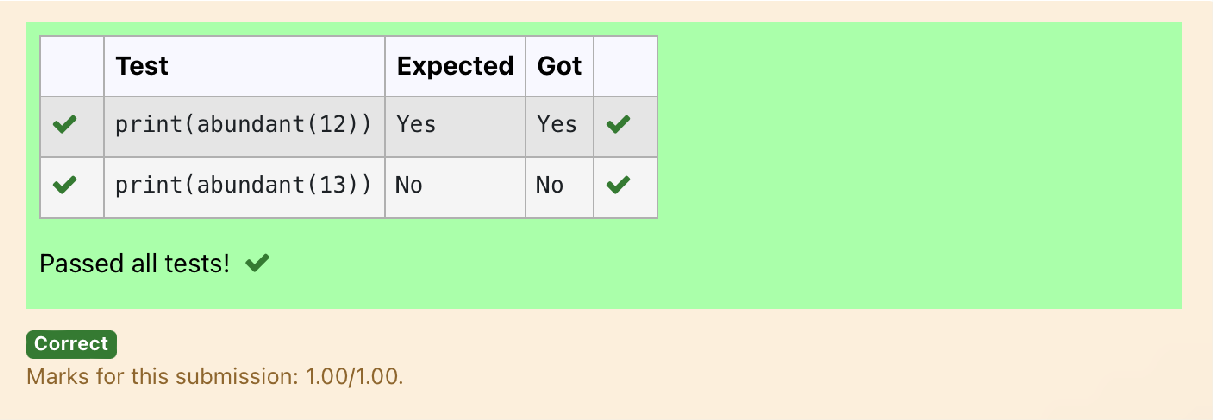 Test Expected Got
print(abundant(12)) Yes Yes
print(abundant(13)) No No
Passed all tests!
Correct
Marks for this submission: 1.00/1.00.